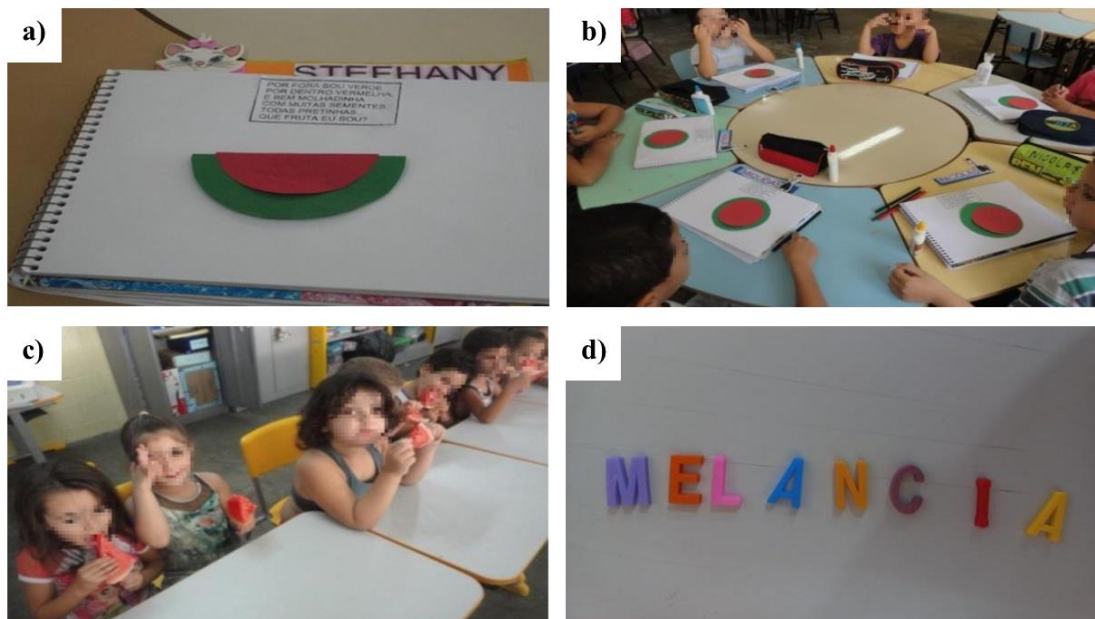 a)
STEFHANY
POR FORA SOU VERDE
POR DENTRO VERMELHA,
E BEM MOLHADINHA
COM MUITAS SEMENTES,
TODAS PRETINHAS
QUE FRUTA EU SOU?
b)
NICOLAS
c)
d)
MELANCIA